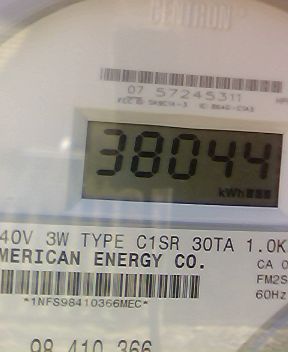 CENTRON
07 57245311
38044
kWh
40V 3W TYPE C1SR 30TA 1.0K
MERICAN ENERGY CO.
CA 0
FM2S
60Hz
*1NFS98410366MEC*
98 410 366